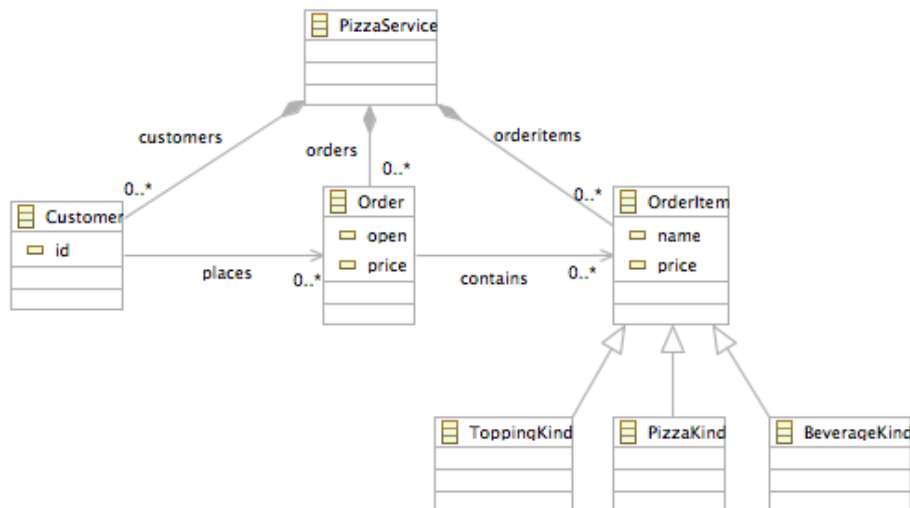 PizzaService
customers
orders
orderitems
0..*
0..*
0..*
Customer
id
Order
open
price
OrderItem
name
price
places
0..*
contains
0..*
ToppingKind
PizzaKind
BeverageKind